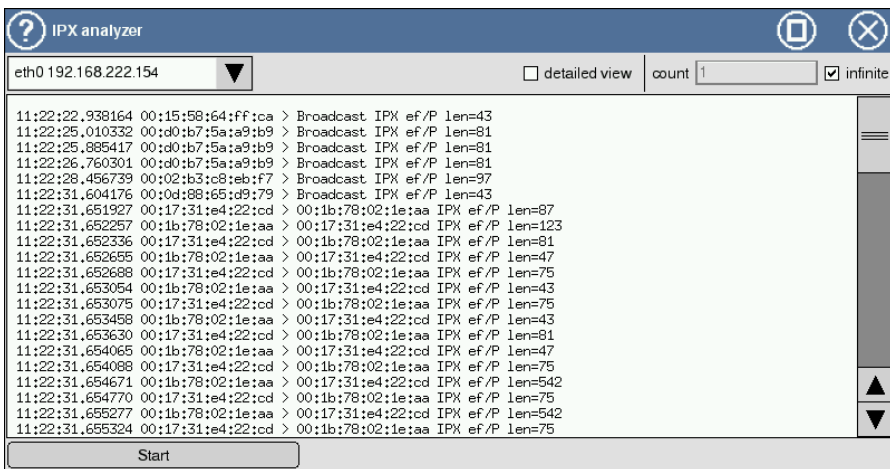 IPX analyzer
eth0 192.168.222.154 detailed view count 1 infinite
11:22:22.938164 00:15:58:64:ff:ca > Broadcast IPX ef/P len=43
11:22:25.010332 00:d0:b7:5a:a9:b9 > Broadcast IPX ef/P len=81
11:22:25.885417 00:d0:b7:5a:a9:b9 > Broadcast IPX ef/P len=81
11:22:26.760301 00:d0:b7:5a:a9:b9 > Broadcast IPX ef/P len=81
11:22:28.456739 00:02:b3:c8:eb:f7 > Broadcast IPX ef/P len=97
11:22:31.604176 00:0d:88:65:d9:79 > Broadcast IPX ef/P len=43
11:22:31.651927 00:17:31:e4:22:cd > 00:1b:78:02:1e:aa IPX ef/P len=87
11:22:31.652257 00:1b:78:02:1e:aa > 00:17:31:e4:22:cd IPX ef/P len=123
11:22:31.652336 00:17:31:e4:22:cd > 00:1b:78:02:1e:aa IPX ef/P len=81
11:22:31.652655 00:1b:78:02:1e:aa > 00:17:31:e4:22:cd IPX ef/P len=47
11:22:31.652688 00:17:31:e4:22:cd > 00:1b:78:02:1e:aa IPX ef/P len=75
11:22:31.653054 00:1b:78:02:1e:aa > 00:17:31:e4:22:cd IPX ef/P len=43
11:22:31.653075 00:17:31:e4:22:cd > 00:1b:78:02:1e:aa IPX ef/P len=75
11:22:31.653458 00:1b:78:02:1e:aa > 00:17:31:e4:22:cd IPX ef/P len=43
11:22:31.653630 00:17:31:e4:22:cd > 00:1b:78:02:1e:aa IPX ef/P len=81
11:22:31.654065 00:1b:78:02:1e:aa > 00:17:31:e4:22:cd IPX ef/P len=47
11:22:31.654088 00:17:31:e4:22:cd > 00:1b:78:02:1e:aa IPX ef/P len=75
11:22:31.654671 00:1b:78:02:1e:aa > 00:17:31:e4:22:cd IPX ef/P len=542
11:22:31.654770 00:17:31:e4:22:cd > 00:1b:78:02:1e:aa IPX ef/P len=75
11:22:31.655277 00:1b:78:02:1e:aa > 00:17:31:e4:22:cd IPX ef/P len=542
11:22:31.655324 00:17:31:e4:22:cd > 00:1b:78:02:1e:aa IPX ef/P len=75
Start